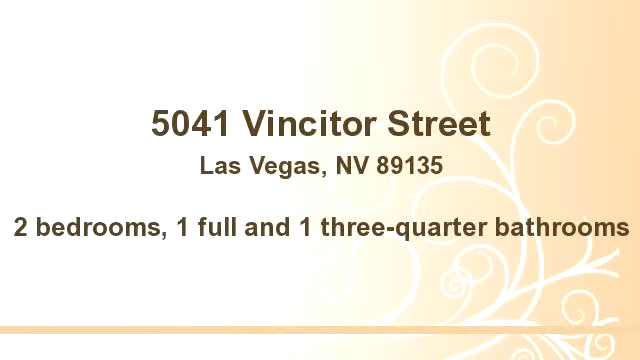 5041 Vincitor Street
Las Vegas, NV 89135
2 bedrooms, 1 full and 1 three-quarter bathrooms